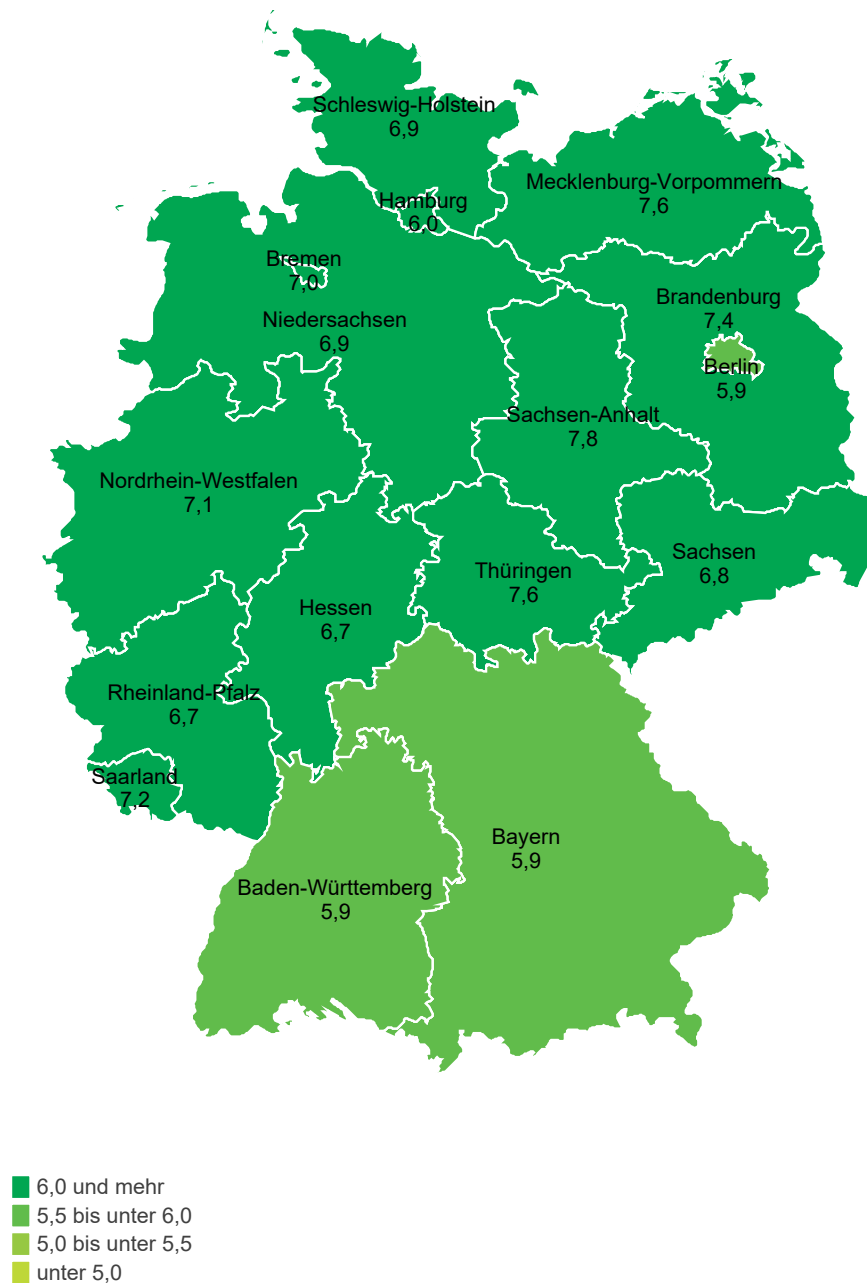 Schleswig-Holstein
6,9
Mecklenburg-Vorpommern
7,6
Hamburg
6,0
Bremen
7,0
Brandenburg
7,4
Niedersachsen
6,9
Berlin
5,9
Sachsen-Anhalt
7,8
Nordrhein-Westfalen
7,1
Sachsen
6,8
Thüringen
7,6
Hessen
6,7
Rheinland-Pfalz
6,7
Saarland
7,2
Bayern
5,9
Baden-Württemberg
5,9
6,0 und mehr
5,5 bis unter 6,0
5,0 bis unter 5,5
unter 5,0